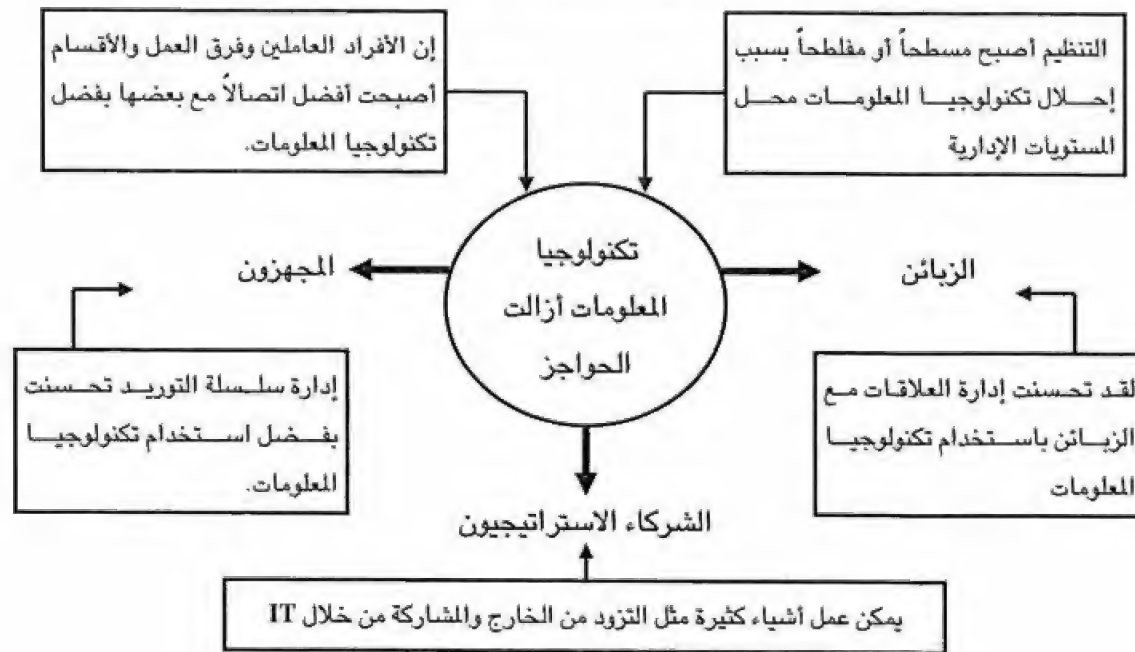 التنظيم أصبح مسطحاً أو مفلطحاً بسبب
إحلال تكنولوجيا المعلومات محل
المستويات الإدارية
إن الأفراد العاملين وفرق العمل والأقسام
أصبحت أفضل اتصالاً مع بعضها بفضل
تكنولوجيا المعلومات.
تكنولوجيا
المعلومات أزالت
الحواجز
الزبائن
المجهزون
لقد تحسنت إدارة العلاقات مع
الزبائن باستخدام تكنولوجيا
المعلومات
إدارة سلسلة التوريد تحسنت
بفضل استخدام تكنولوجيا
المعلومات.
الشركاء الاستراتيجيون
يمكن عمل أشياء كثيرة مثل التزود من الخارج والمشاركة من خلال IT